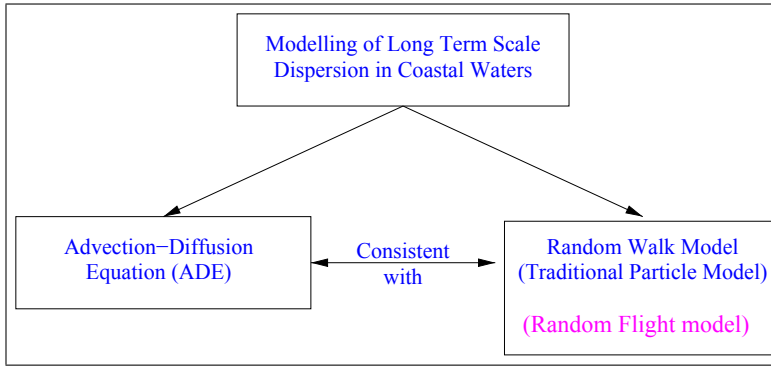 Modelling of Long Term Scale
Dispersion in Coastal Waters
Advection−Diffusion
Equation (ADE)
Consistent
with
Random Walk Model
(Traditional Particle Model)
(Random Flight model)